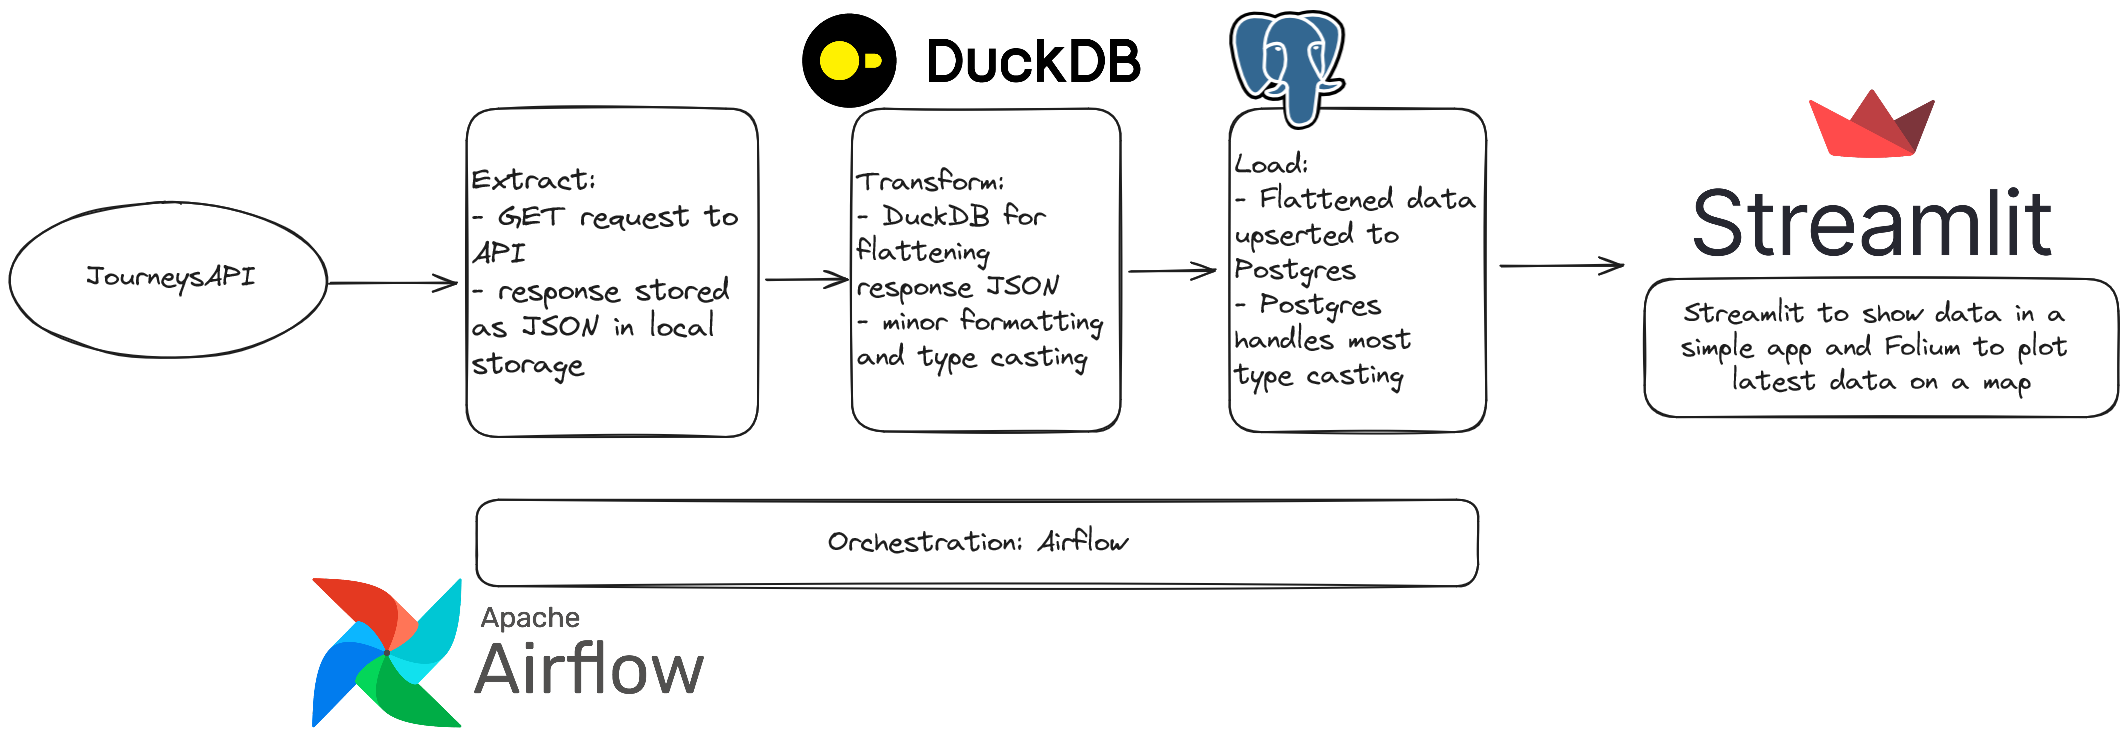 DuckDB
JourneysAPI
Extract:
- GET request to
API
- response stored
as JSON in local
storage
Transform:
- DuckDB for
flattening
response JSON
- minor formatting
and type casting
Load:
- Flattened data
upserted to
Postgres
- Postgres
handles most
type casting
Streamlit
Streamlit to show data in a
simple app and Folium to plot
latest data on a map
Orchestration: Airflow
Apache
Airflow